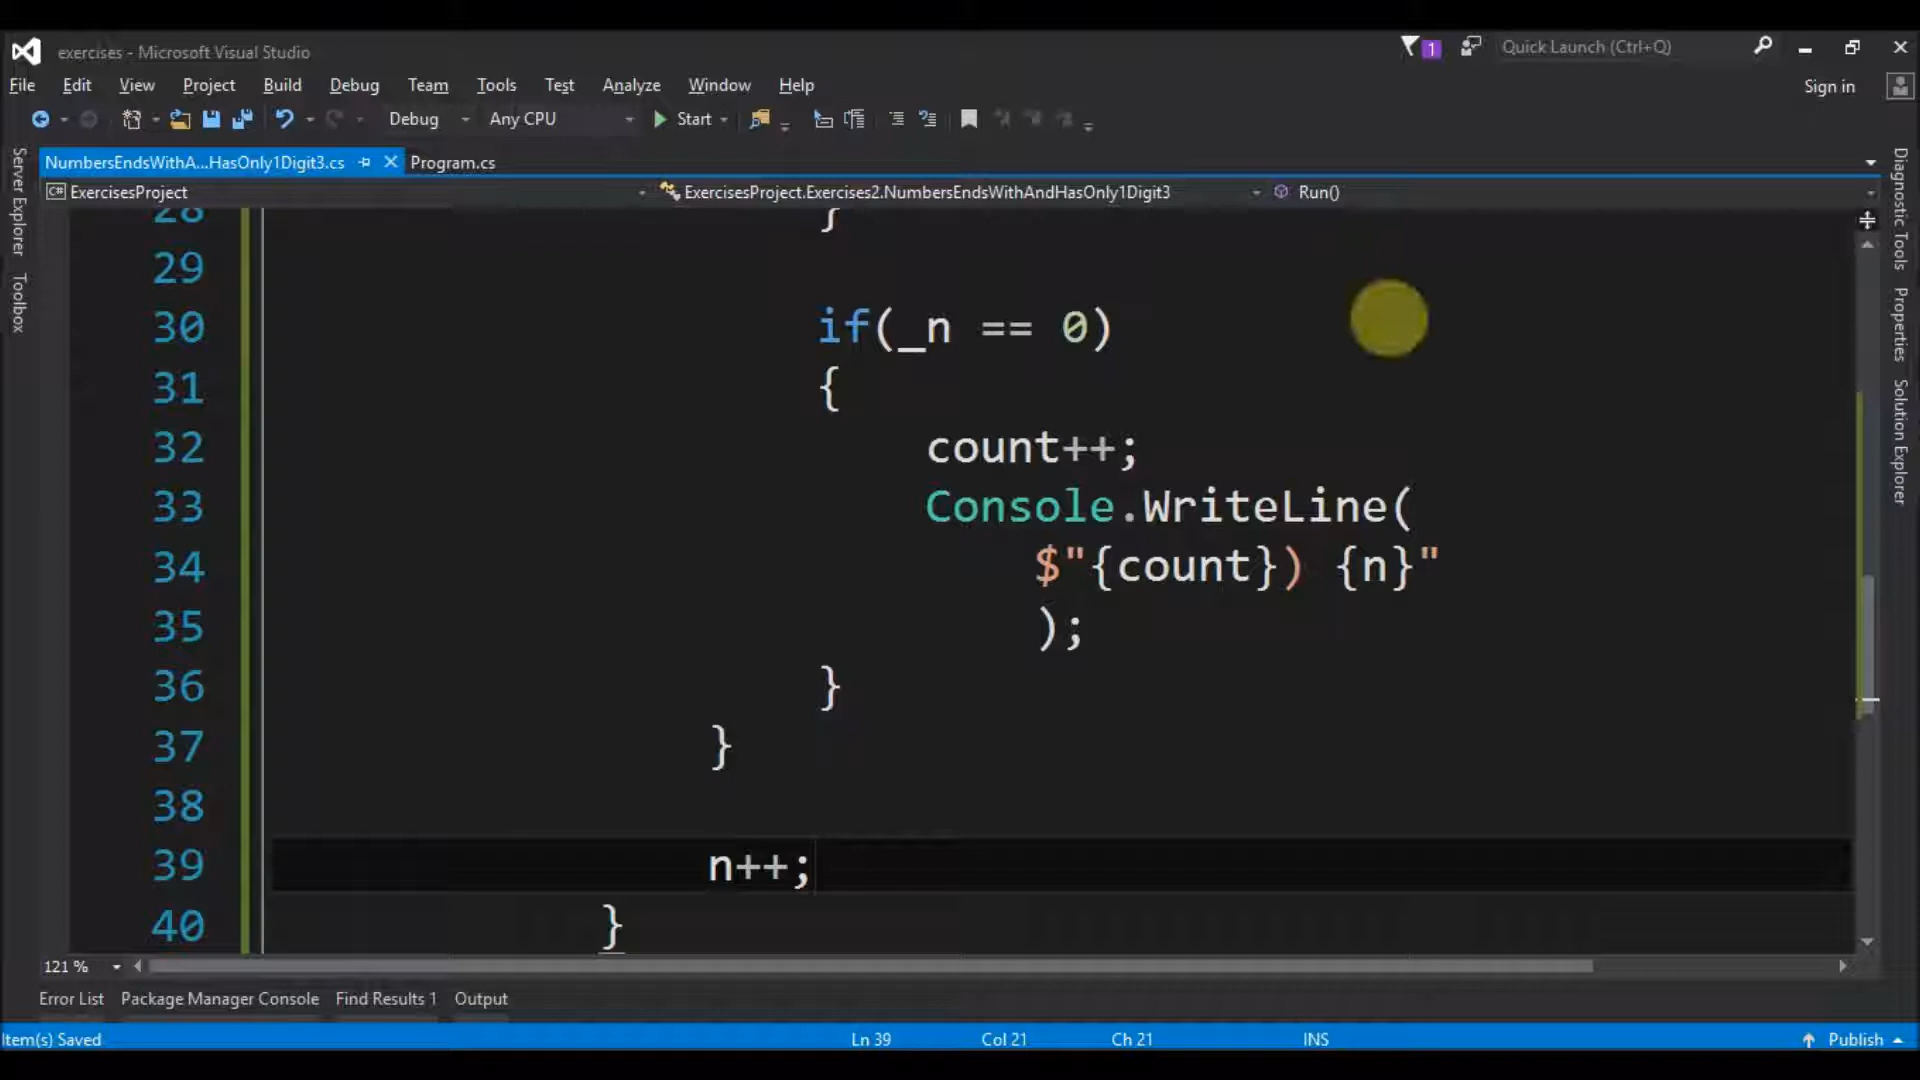 exercises - Microsoft Visual Studio
1
Quick Launch (Ctrl+Q)
File Edit View Project Build Debug Team Tools Test Analyze Window Help
Sign in
Debug Any CPU Start
NumbersEndsWithA...HasOnly1Digit3.cs Program.cs
C# ExercisesProject ExercisesProject.Exercises2.NumbersEndsWithAndHasOnly1Digit3 Run()
Server Explorer
Toolbox
Diagnostic Tools
Properties
Solution Explorer
28 }
29
30 if(_n == 0)
31 {
32 count++;
33 Console.WriteLine(
34 $"{count}) {n}"
35 );
36 }
37 }
38
39 n++;
40 }
121 %
Error List Package Manager Console Find Results 1 Output
Item(s) Saved Ln 39 Col 21 Ch 21 INS Publish